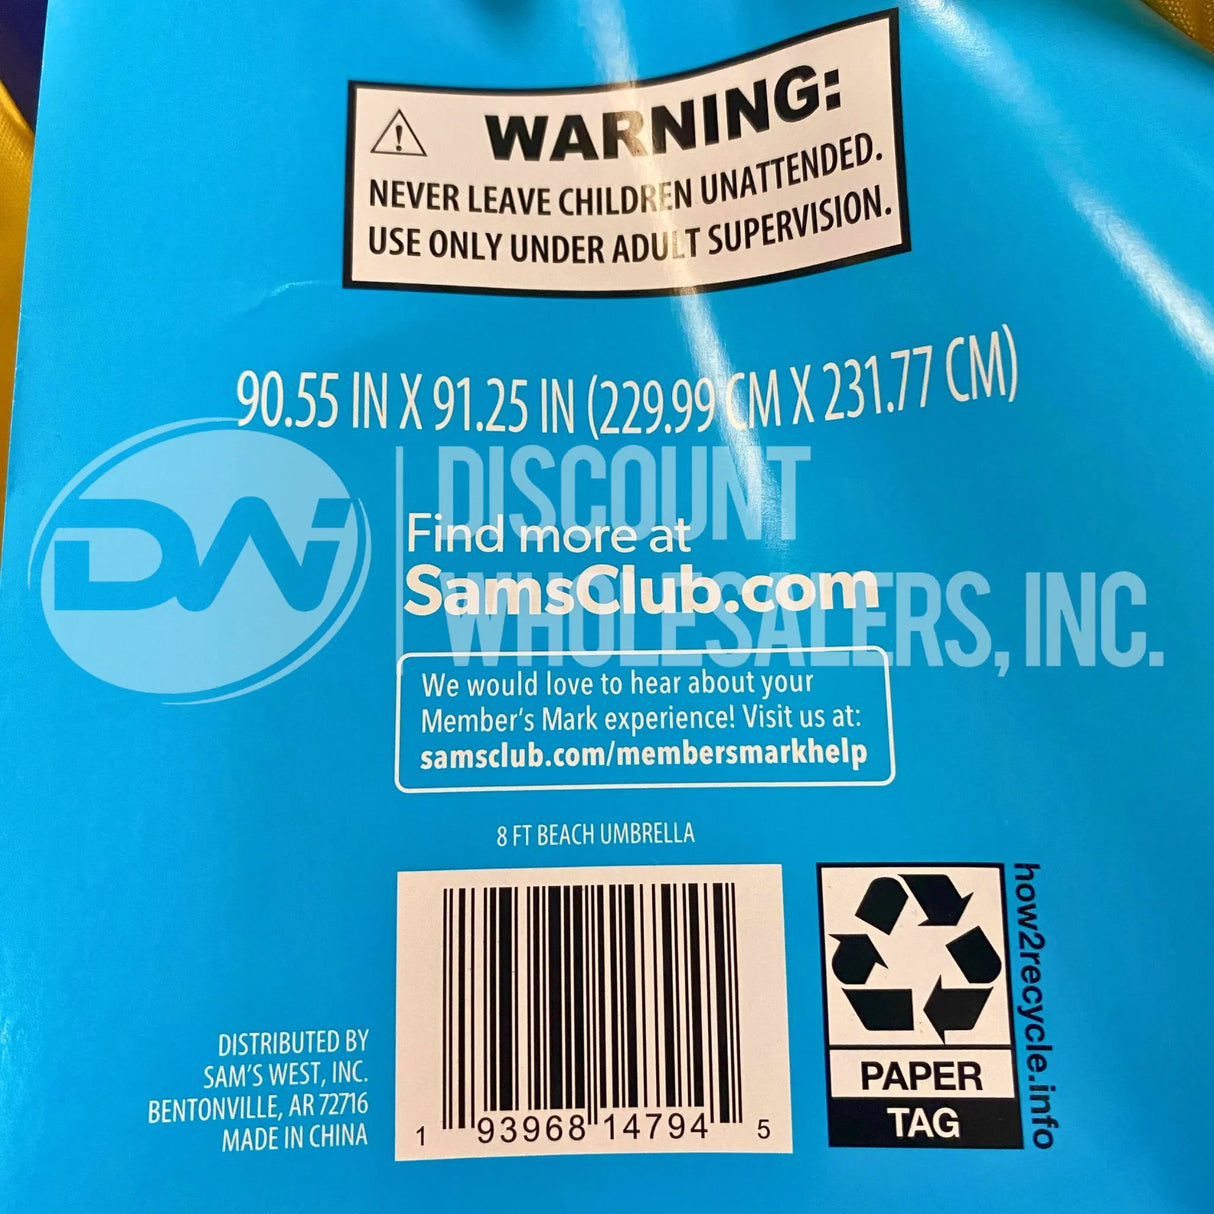 WARNING:
NEVER LEAVE CHILDREN UNATTENDED.
USE ONLY UNDER ADULT SUPERVISION.
90.55 IN X 91.25 IN (229.99 CM X 231.77 CM)
DW
DISCOUNT
WHOLESALERS, INC.
Find more at
SamsClub.com
We would love to hear about your
Member's Mark experience! Visit us at:
samsclub.com/membersmarkhelp
8 FT BEACH UMBRELLA
DISTRIBUTED BY
SAM'S WEST, INC.
BENTONVILLE, AR 72716
MADE IN CHINA
1 93968 14794 5
PAPER
TAG
how2recycle.info